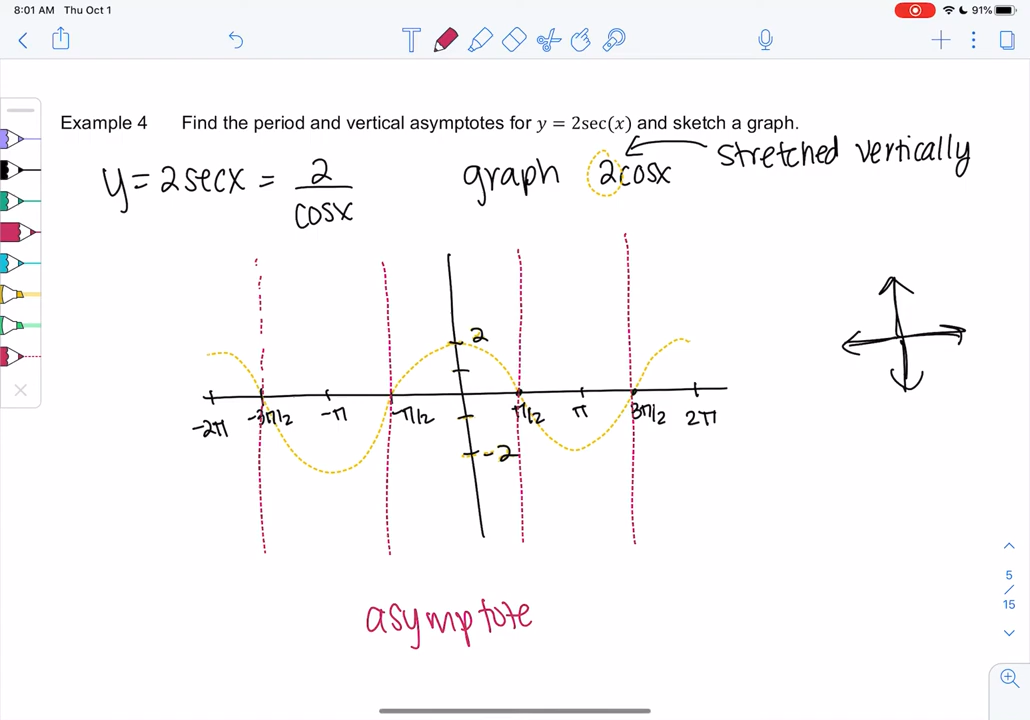 8:01 AM Thu Oct 1
91%
T
Example 4 Find the period and vertical asymptotes for y = 2sec(x) and sketch a graph.
y = 2secx = 2/cosx
graph 2cosx
stretched vertically
2
-2π -3π/2 -π -π/2 π/2 π 3π/2 2π
-2
asymptote
5
/
15